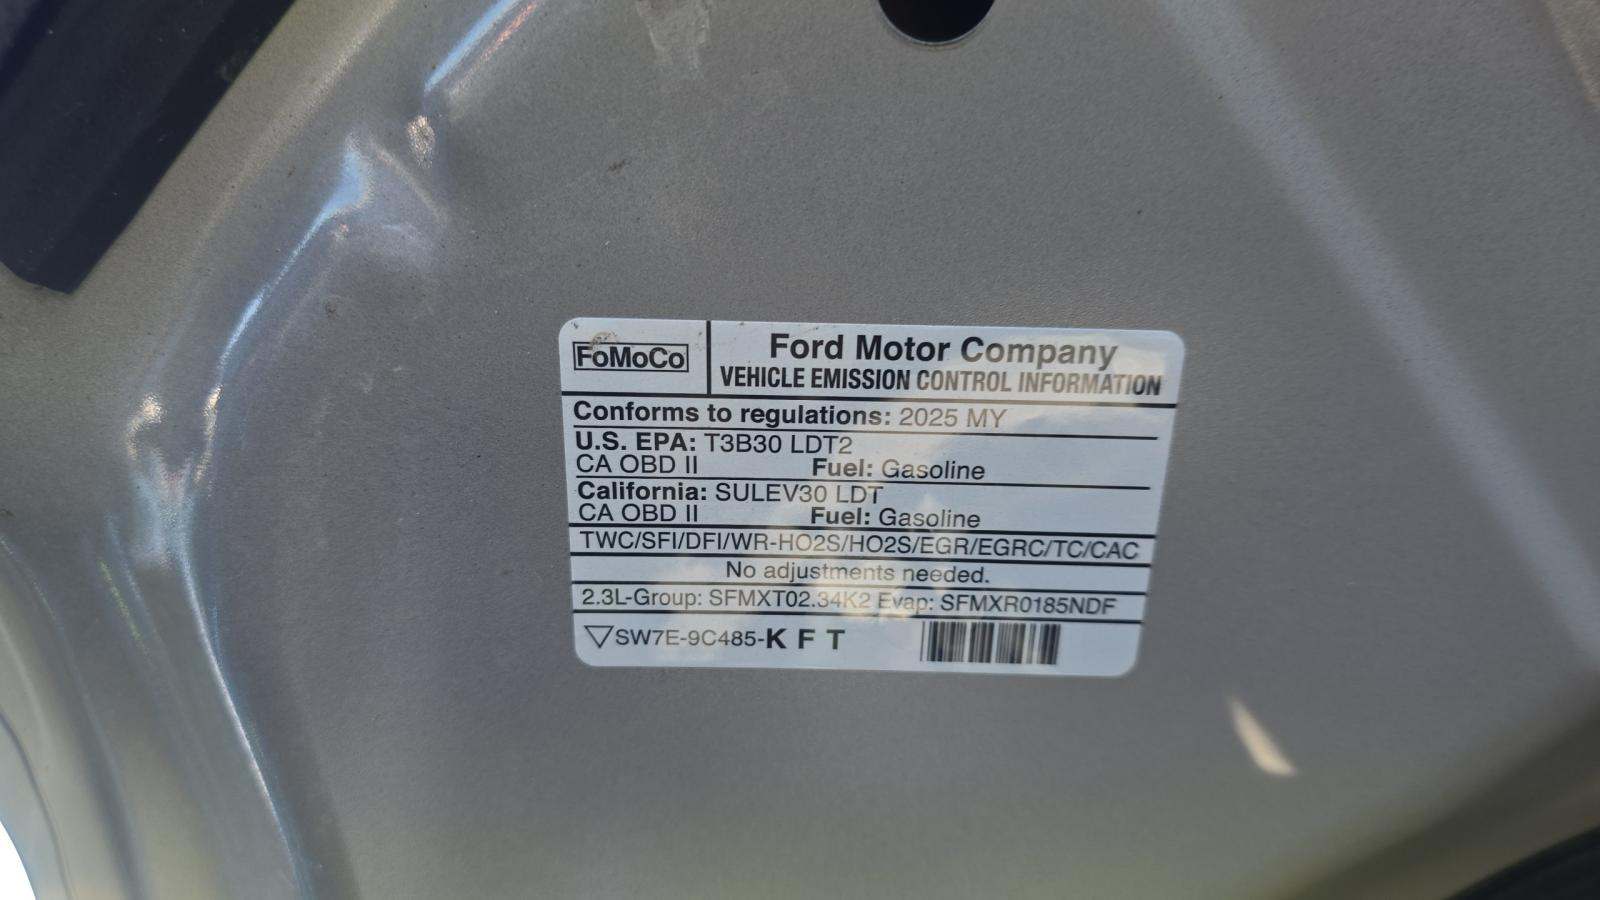 FoMoCo
Ford Motor Company
VEHICLE EMISSION CONTROL INFORMATION
Conforms to regulations: 2025 MY
U.S. EPA: T3B30 LDT2
CA OBD II Fuel: Gasoline
California: SULEV30 LDT
CA OBD II Fuel: Gasoline
TWC/SFI/DFI/WR-HO2S/HO2S/EGR/EGRC/TC/CAC
No adjustments needed.
2.3L-Group: SFMXT02.34K2 Evap: SFMXR0185NDF
▽SW7E-9C485-K F T